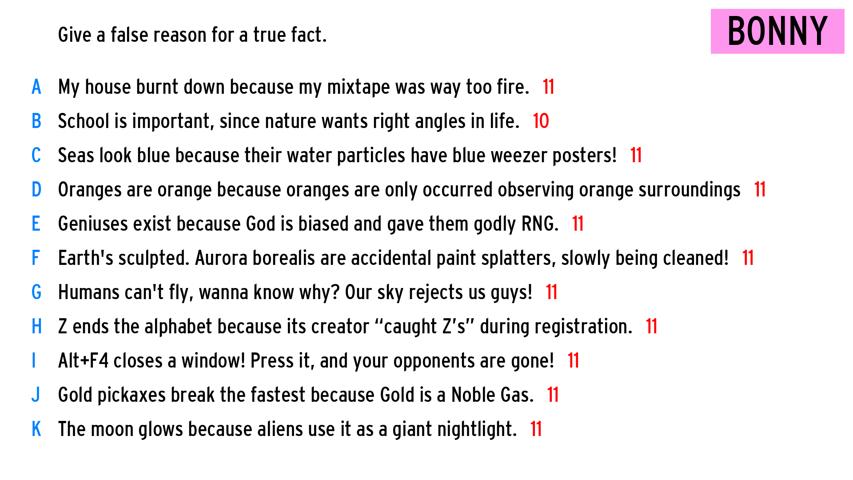 Give a false reason for a true fact.
BONNY
A My house burnt down because my mixtape was way too fire. 11
B School is important, since nature wants right angles in life. 10
C Seas look blue because their water particles have blue weezer posters! 11
D Oranges are orange because oranges are only occurred observing orange surroundings 11
E Geniuses exist because God is biased and gave them godly RNG. 11
F Earth's sculpted. Aurora borealis are accidental paint splatters, slowly being cleaned! 11
G Humans can't fly, wanna know why? Our sky rejects us guys! 11
H Z ends the alphabet because its creator “caught Z’s” during registration. 11
I Alt+F4 closes a window! Press it, and your opponents are gone! 11
J Gold pickaxes break the fastest because Gold is a Noble Gas. 11
K The moon glows because aliens use it as a giant nightlight. 11